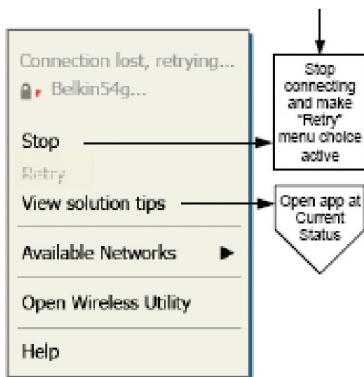 Connection lost, retrying...
Belkin54g...
Stop
Retry
View solution tips
Available Networks
Open Wireless Utility
Help
Stop
connecting
and make
"Retry"
menu choice
active
Open app at
Current
Status